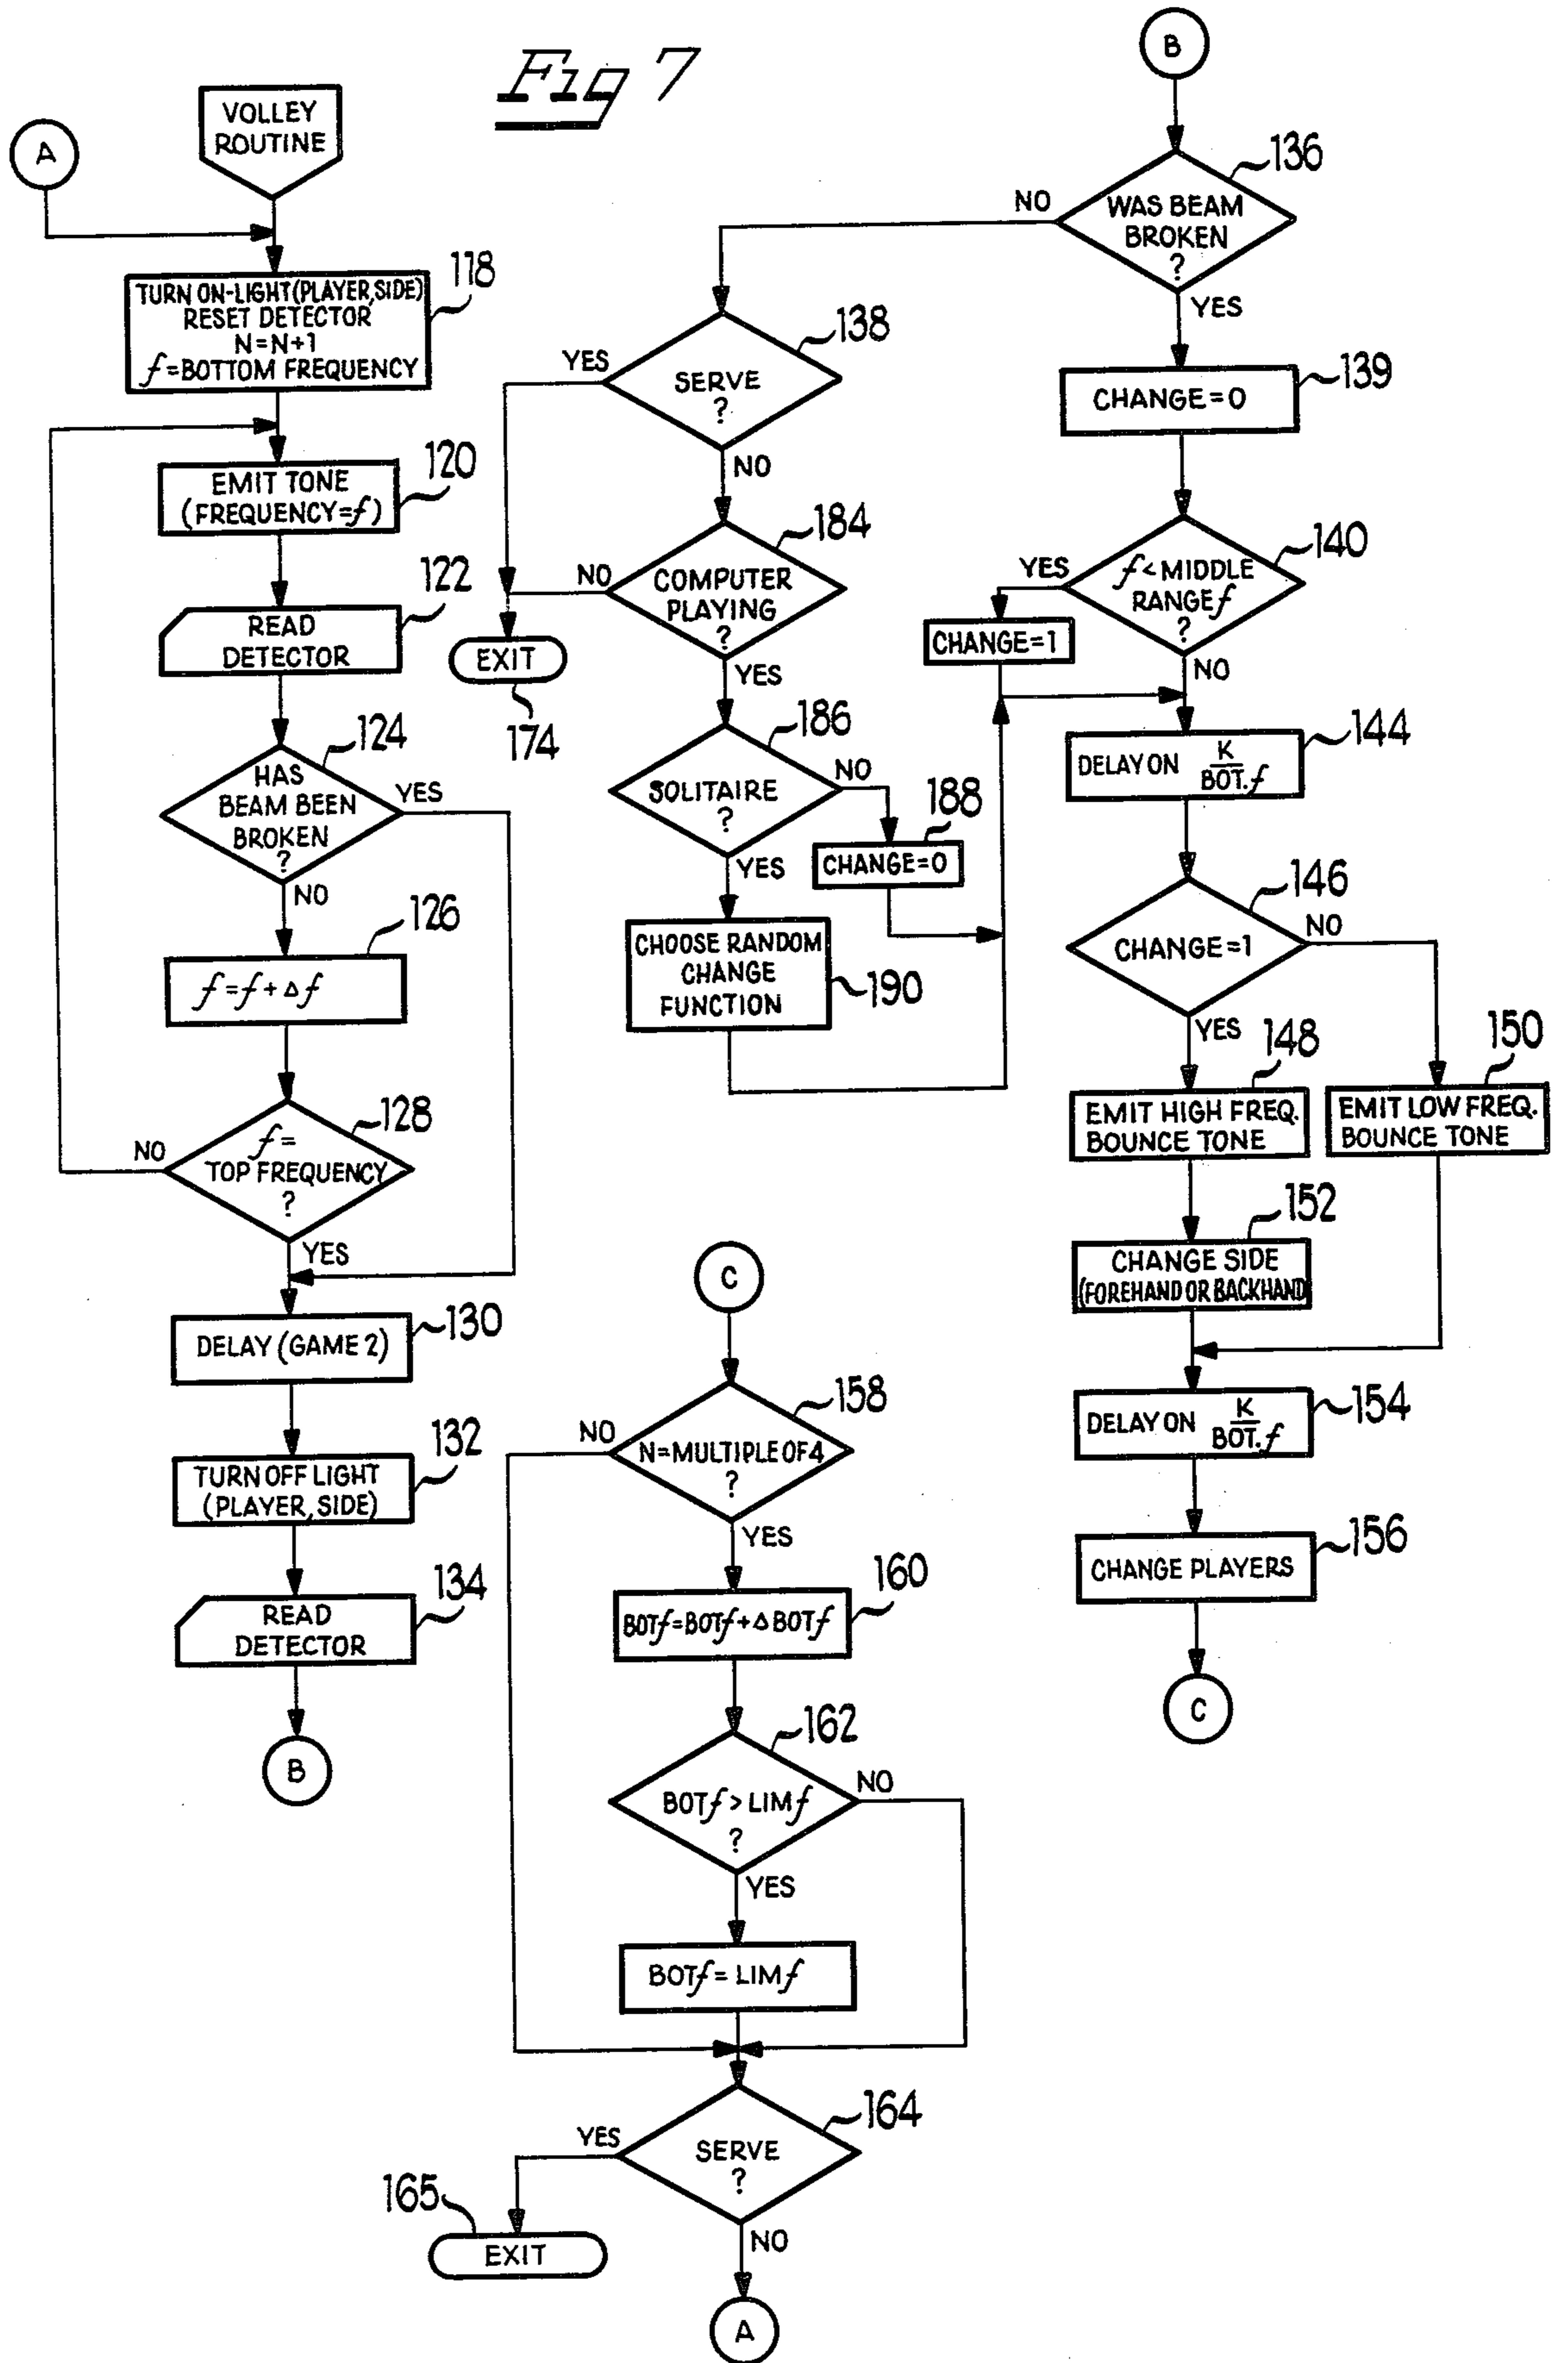 Fig 7
A
VOLLEY
ROUTINE
118
TURN ON-LIGHT(PLAYER,SIDE)
RESET DETECTOR
N=N+1
f=BOTTOM FREQUENCY
120
EMIT TONE
(FREQUENCY=f)
122
READ
DETECTOR
124
HAS
BEAM BEEN
BROKEN
?
YES
NO
126
f=f+Δf
128
f=
TOP FREQUENCY
?
NO
YES
130
DELAY (GAME 2)
132
TURN OFF LIGHT
(PLAYER, SIDE)
134
READ
DETECTOR
B
B
136
WAS BEAM
BROKEN
?
NO
YES
138
SERVE
?
YES
NO
184
COMPUTER
PLAYING
?
NO
YES
EXIT
174
186
SOLITAIRE
?
NO
YES
188
CHANGE=0
CHOOSE RANDOM
CHANGE
FUNCTION
190
139
CHANGE=0
140
f<MIDDLE
RANGE f
?
YES
NO
CHANGE=1
144
DELAY ON K
BOT. f
146
CHANGE=1
NO
YES
148
EMIT HIGH FREQ.
BOUNCE TONE
150
EMIT LOW FREQ.
BOUNCE TONE
152
CHANGE SIDE
(FOREHAND OR BACKHAND)
154
DELAY ON K
BOT. f
156
CHANGE PLAYERS
C
C
158
N=MULTIPLE OF 4
?
NO
YES
160
BOTf=BOTf+ΔBOTf
162
BOTf>LIMf
?
NO
YES
BOTf=LIMf
164
SERVE
?
YES
NO
165
EXIT
A